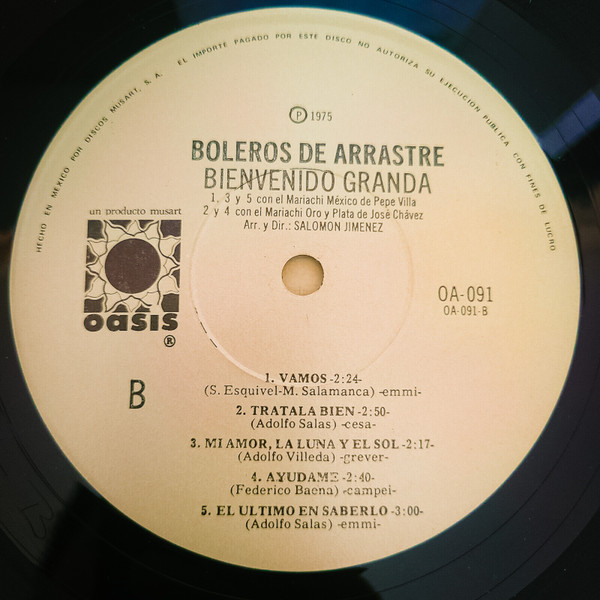 HECHO EN MEXICO POR DISCOS MUSART, S. A. EL IMPORTE PAGADO POR ESTE DISCO NO AUTORIZA SU EJECUCION PUBLICA CON FINES DE LUCRO
Ⓟ 1975
BOLEROS DE ARRASTRE
BIENVENIDO GRANDA
1, 3 y 5 con el Mariachi México de Pepe Villa
2 y 4 con el Mariachi Oro y Plata de José Chávez
Arr. y Dir.: SALOMON JIMENEZ
un producto musart
oasis
®
OA-091
OA-091-B
B
1. VAMOS -2:24-
(S. Esquivel-M. Salamanca) -emmi-
2. TRATALA BIEN -2:50-
(Adolfo Salas) -cesa-
3. MI AMOR, LA LUNA Y EL SOL -2:17-
(Adolfo Villeda) -grever-
4. AYUDAME -2:40-
(Federico Baena) -campei-
5. EL ULTIMO EN SABERLO -3:00-
(Adolfo Salas) -emmi-